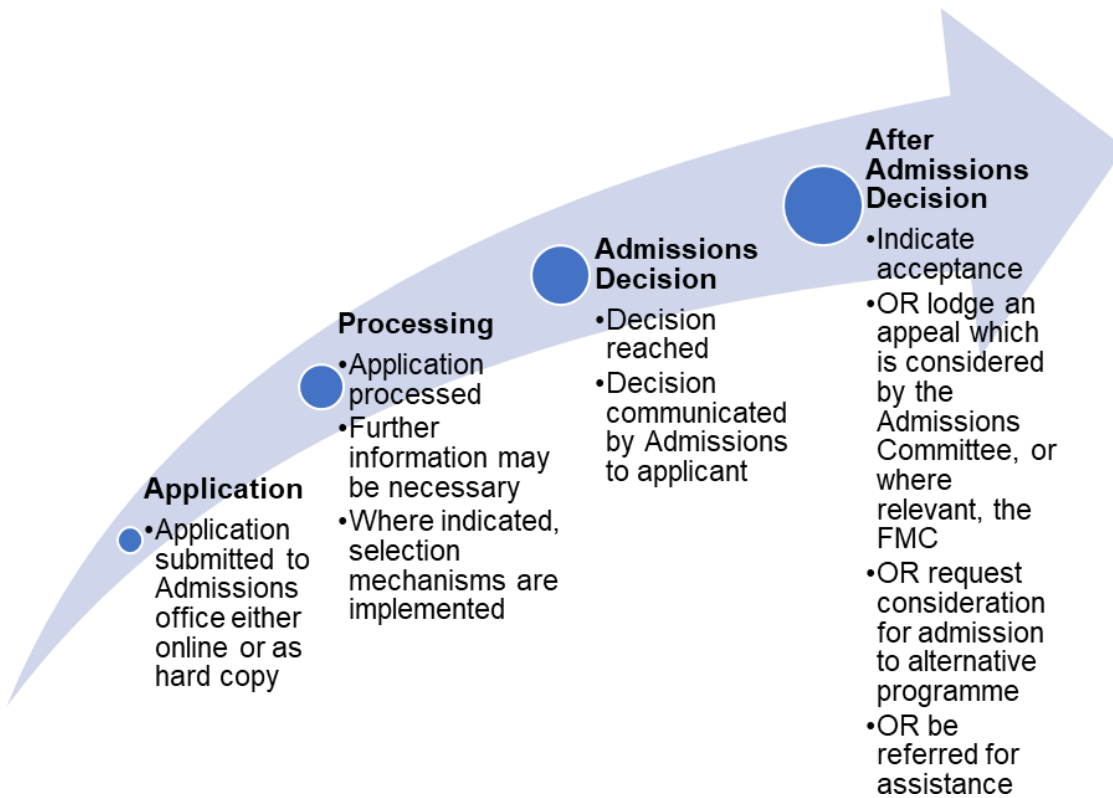 Application
•Application
submitted to
Admissions
office either
online or as
hard copy
Processing
•Application
processed
•Further
information may
be necessary
•Where indicated,
selection
mechanisms are
implemented
Admissions
Decision
•Decision
reached
•Decision
communicated
by Admissions
to applicant
After
Admissions
Decision
•Indicate
acceptance
•OR lodge an
appeal which
is considered
by the
Admissions
Committee, or
where
relevant, the
FMC
•OR request
consideration
for admission
to alternative
programme
•OR be
referred for
assistance